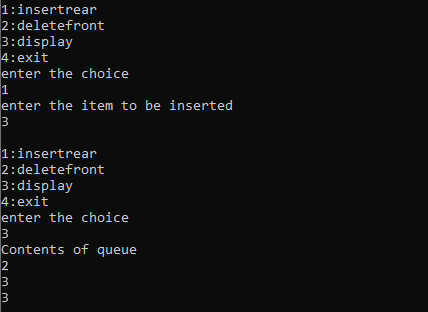 1:insertrear
2:deletefront
3:display
4:exit
enter the choice
1
enter the item to be inserted
3

1:insertrear
2:deletefront
3:display
4:exit
enter the choice
3
Contents of queue
2
3
3